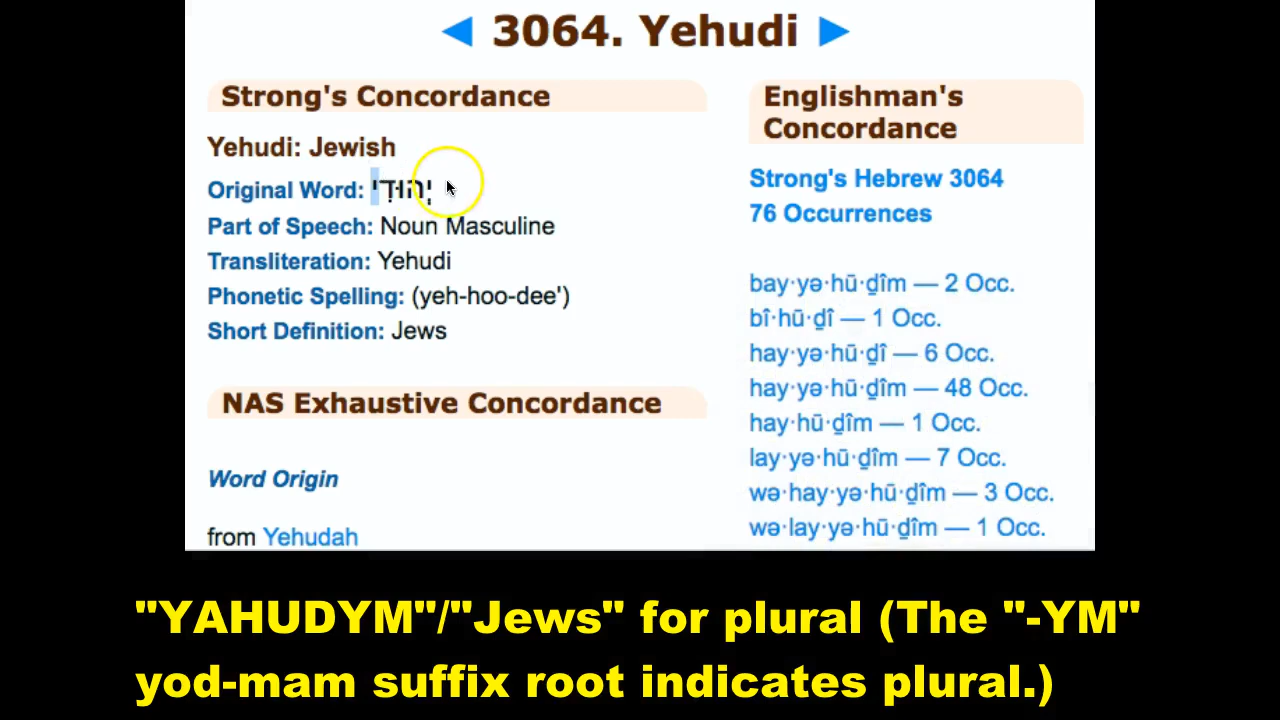 ◀ 3064. Yehudi ▶
Strong's Concordance
Yehudi: Jewish
Original Word: יְהוּדִי
Part of Speech: Noun Masculine
Transliteration: Yehudi
Phonetic Spelling: (yeh-hoo-dee')
Short Definition: Jews
NAS Exhaustive Concordance
Word Origin
from Yehudah
Englishman's
Concordance
Strong's Hebrew 3064
76 Occurrences
bay·yə·hū·ḏîm — 2 Occ.
bî·hū·ḏî — 1 Occ.
hay·yə·hū·ḏî — 6 Occ.
hay·yə·hū·ḏîm — 48 Occ.
hay·hū·ḏîm — 1 Occ.
lay·yə·hū·ḏîm — 7 Occ.
wə·hay·yə·hū·ḏîm — 3 Occ.
wə·lay·yə·hū·ḏîm — 1 Occ.
"YAHUDYM"/"Jews" for plural (The "-YM"
yod-mam suffix root indicates plural.)